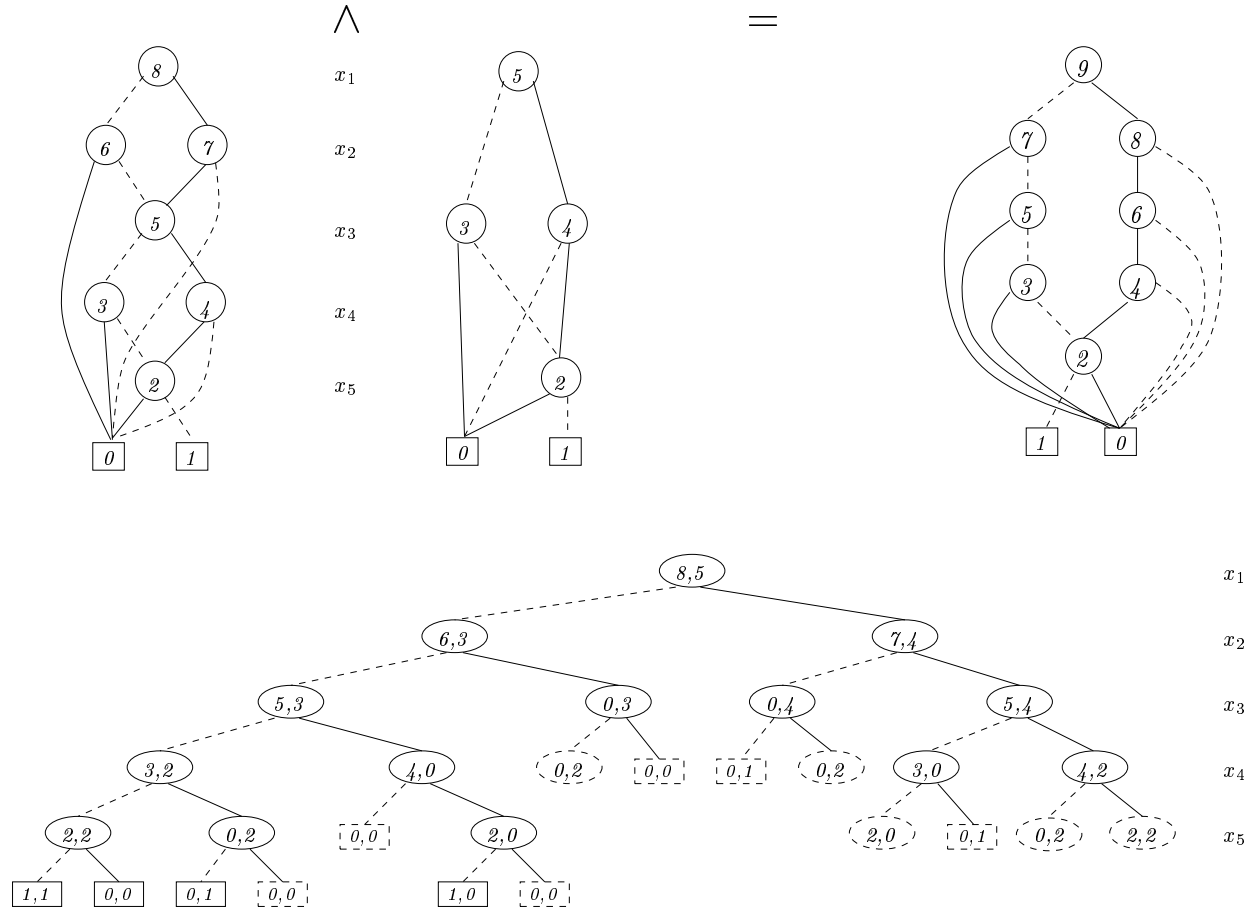 ∧ =
8 x₁ 5 9
6 7 x₂ 7 8
5 x₃ 3 4 5 6
3 4 x₄ 3 4
2 x₅ 2 2
0 1 0 1 1 0
8,5 x₁
6,3 7,4 x₂
5,3 0,3 0,4 5,4 x₃
3,2 4,0 0,2 0,0 0,1 0,2 3,0 4,2 x₄
2,2 0,2 0,0 2,0 2,0 0,1 0,2 2,2 x₅
1,1 0,0 0,1 0,0 1,0 0,0